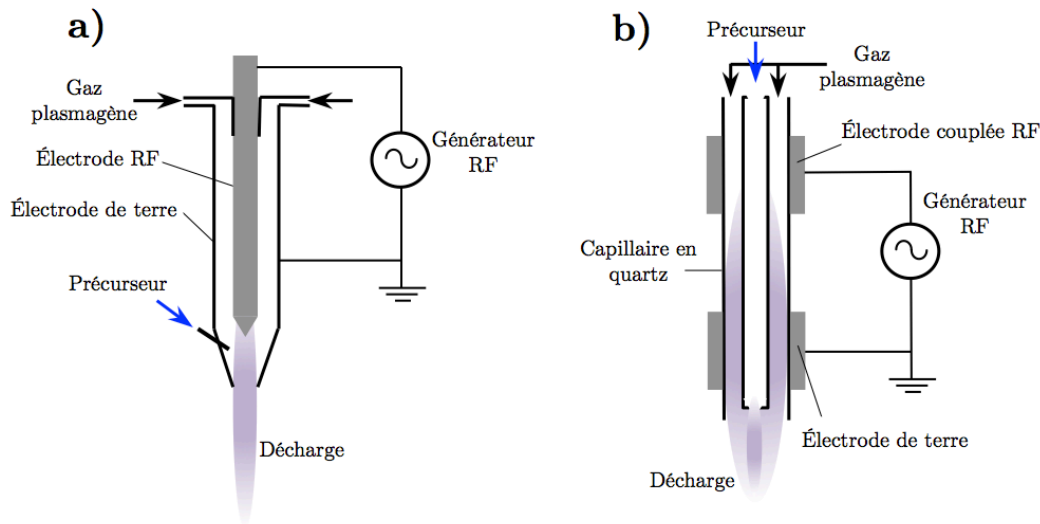 a)
Gaz
plasmagène
Électrode RF
Électrode de terre
Précurseur
Générateur
RF
Décharge
b)
Précurseur
Gaz
plasmagène
Électrode couplée RF
Générateur
RF
Capillaire en
quartz
Électrode de terre
Décharge